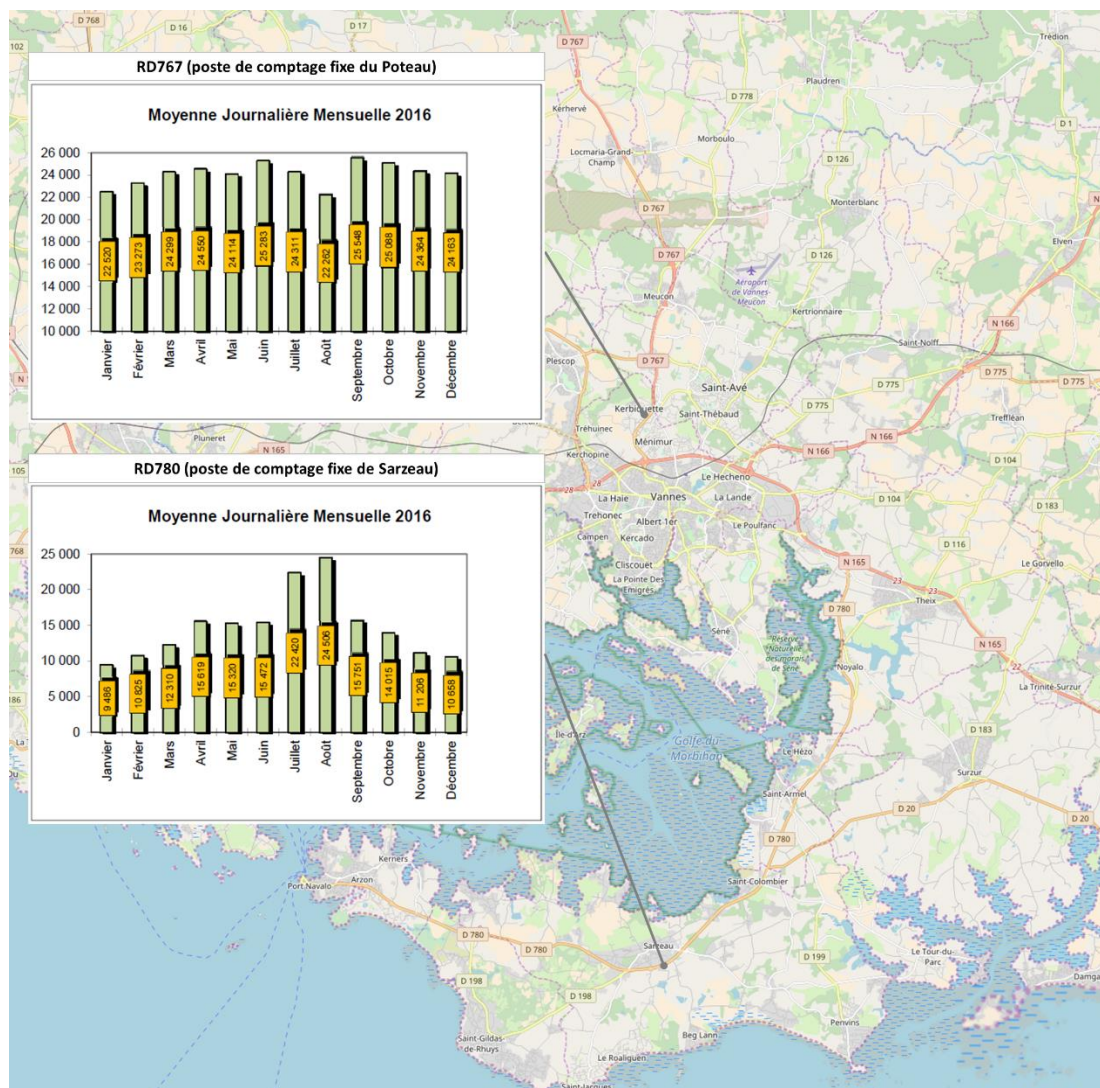 RD767 (poste de comptage fixe du Poteau)
Moyenne Journalière Mensuelle 2016
26 000
24 000
22 000
20 000
18 000
16 000
14 000
12 000
10 000
22 520
23 273
24 299
24 550
24 114
25 283
24 311
22 262
25 548
25 088
24 364
24 163
Janvier
Février
Mars
Avril
Mai
Juin
Juillet
Août
Septembre
Octobre
Novembre
Décembre
RD780 (poste de comptage fixe de Sarzeau)
Moyenne Journalière Mensuelle 2016
25 000
20 000
15 000
10 000
5 000
0
9 486
10 825
12 310
15 619
15 320
15 472
22 420
24 506
15 751
14 015
11 206
10 658
Janvier
Février
Mars
Avril
Mai
Juin
Juillet
Août
Septembre
Octobre
Novembre
Décembre
D 768
D 16
D 17
D 767
Trédion
Plaudren
D 778
Kerhervé
D 1
Morboulo
Locmaria-Grand-
Champ
D 126
Monterblanc
D 767
Elven
D 767
D 126
Aéroport
de Vannes-
Meucon
Meucon
Kertrionnaire
N 166
Saint-Nolff
Plescop
D 767
D 775
D 775
Saint-Avé
Kerbiquette
Saint-Thébaud
D 775
Treffléan
Tréhuinec
Ménimur
N 166
N 166
Pluneret
N 165
Kerchopine
D 104
28
28
Le Hecheno
La Haie
Vannes
La Lande
D 104
Trehonec
Albert 1er
Le Poulfanc
D 183
Campen
Kercado
D 116
Cliscouët
N 165
La Pointe Des
Emigrés
23
23
Le Gorvello
D 780
Theix
Séné
Réserve
Naturelle
des marais
de Séné
Noyalo
N 165
22
La Trinité-Surzur
D 183
Île-d'Arz
Golfe du
Morbihan
Le Hézo
Surzur
Saint-Armel
D 20
D 20
D 780
Kerners
Arzon
Port Navalo
Saint-Colombier
D 780
D 780
Sarzeau
D 199
Le Tour-du-
Parc
D 198
D 198
Damga
Penvins
Beg Lann
Saint-Gildas
de-Rhuys
Le Roaliguen
Saint-Jacques